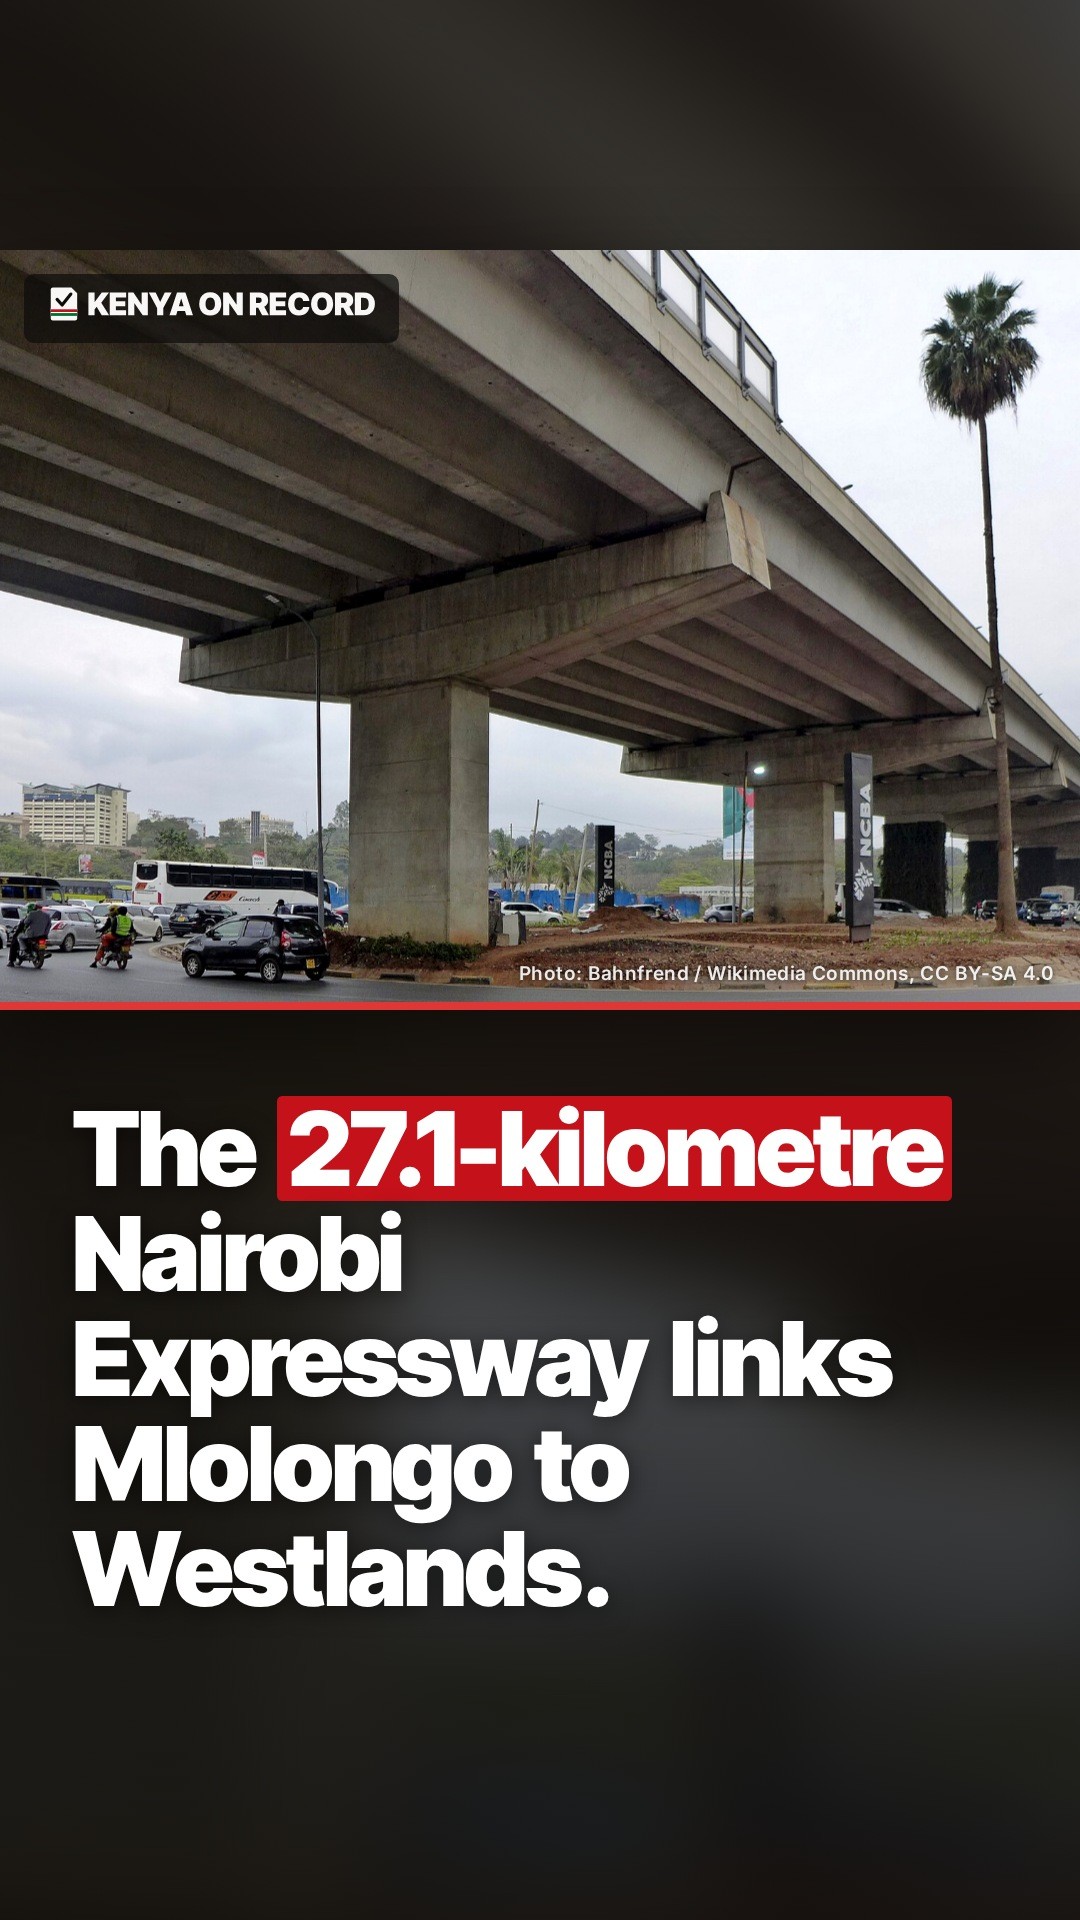 KENYA ON RECORD
NCBA
NCBA
Photo: Bahnfrend / Wikimedia Commons, CC BY-SA 4.0
The 27.1-kilometre
Nairobi
Expressway links
Mlolongo to
Westlands.